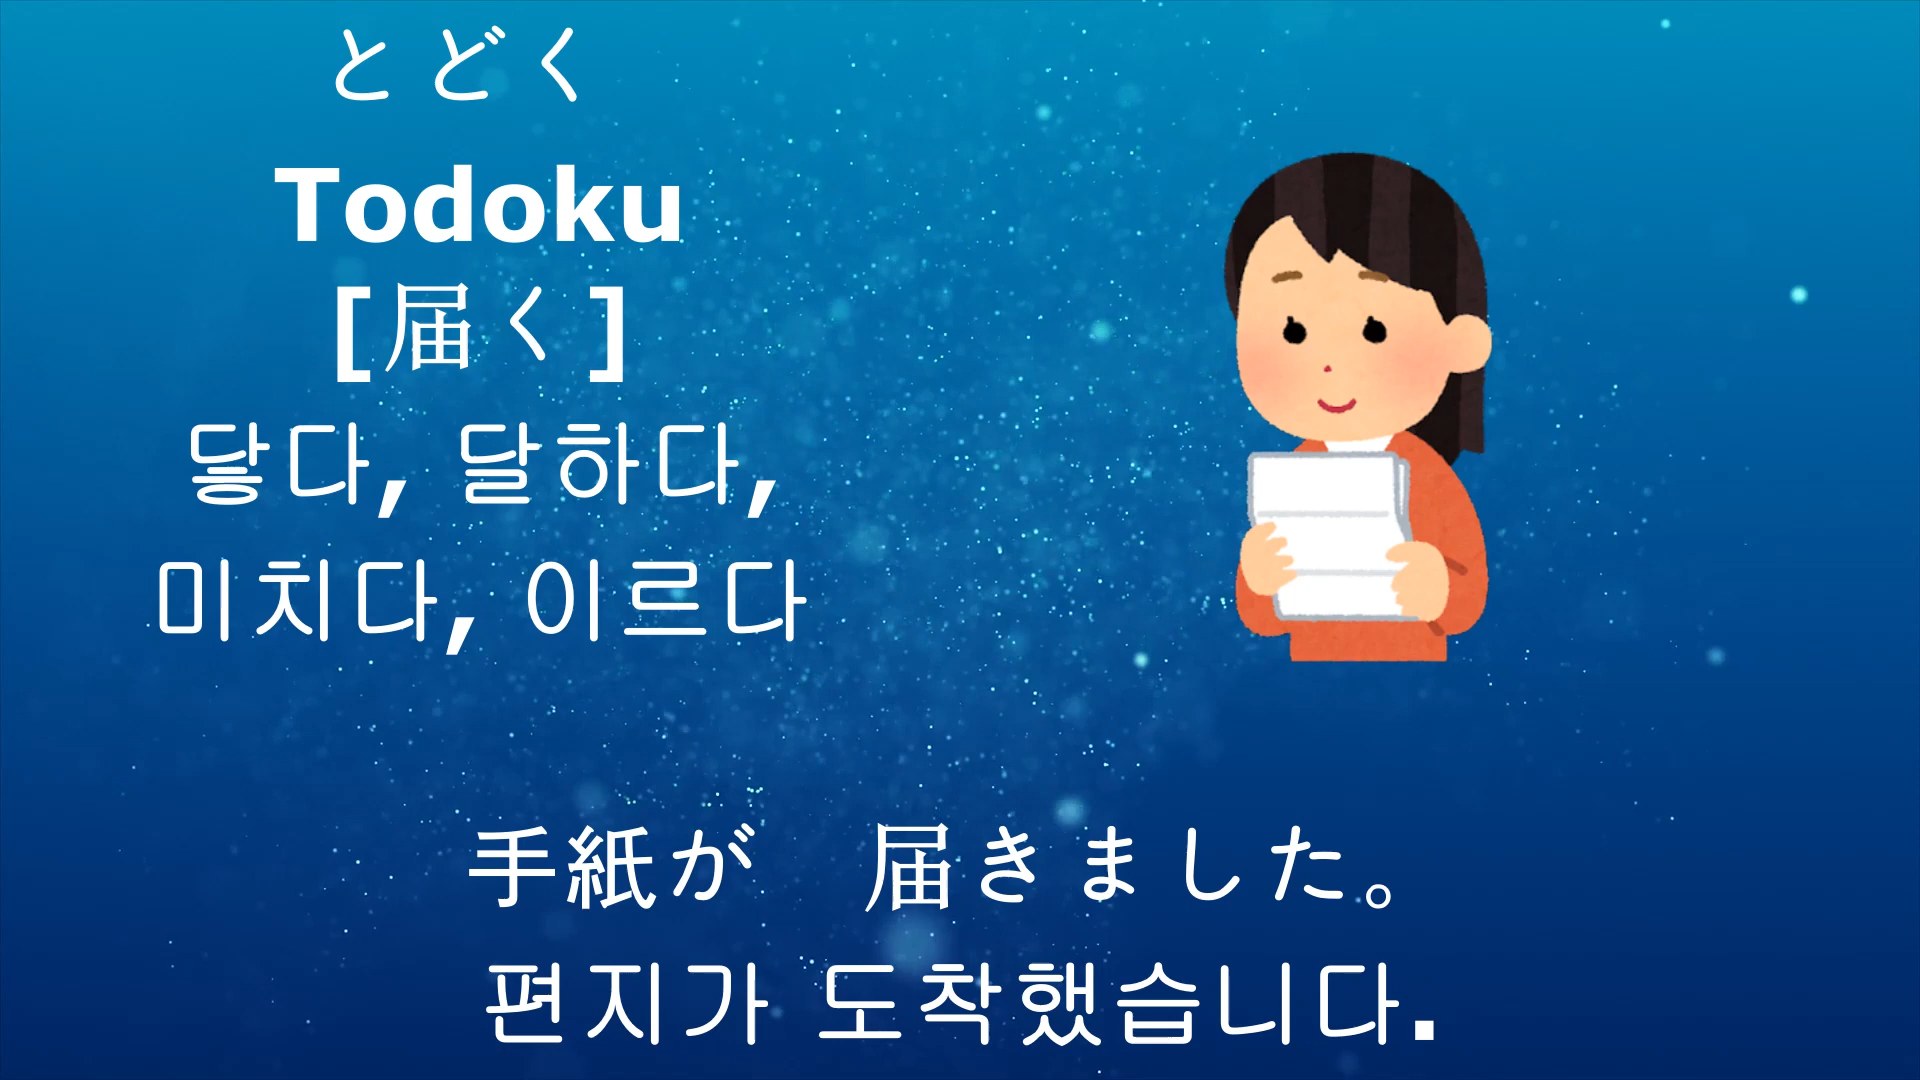 とどく
Todoku
[届く]
닿다, 달하다,
미치다, 이르다
手紙が　届きました。
편지가 도착했습니다.